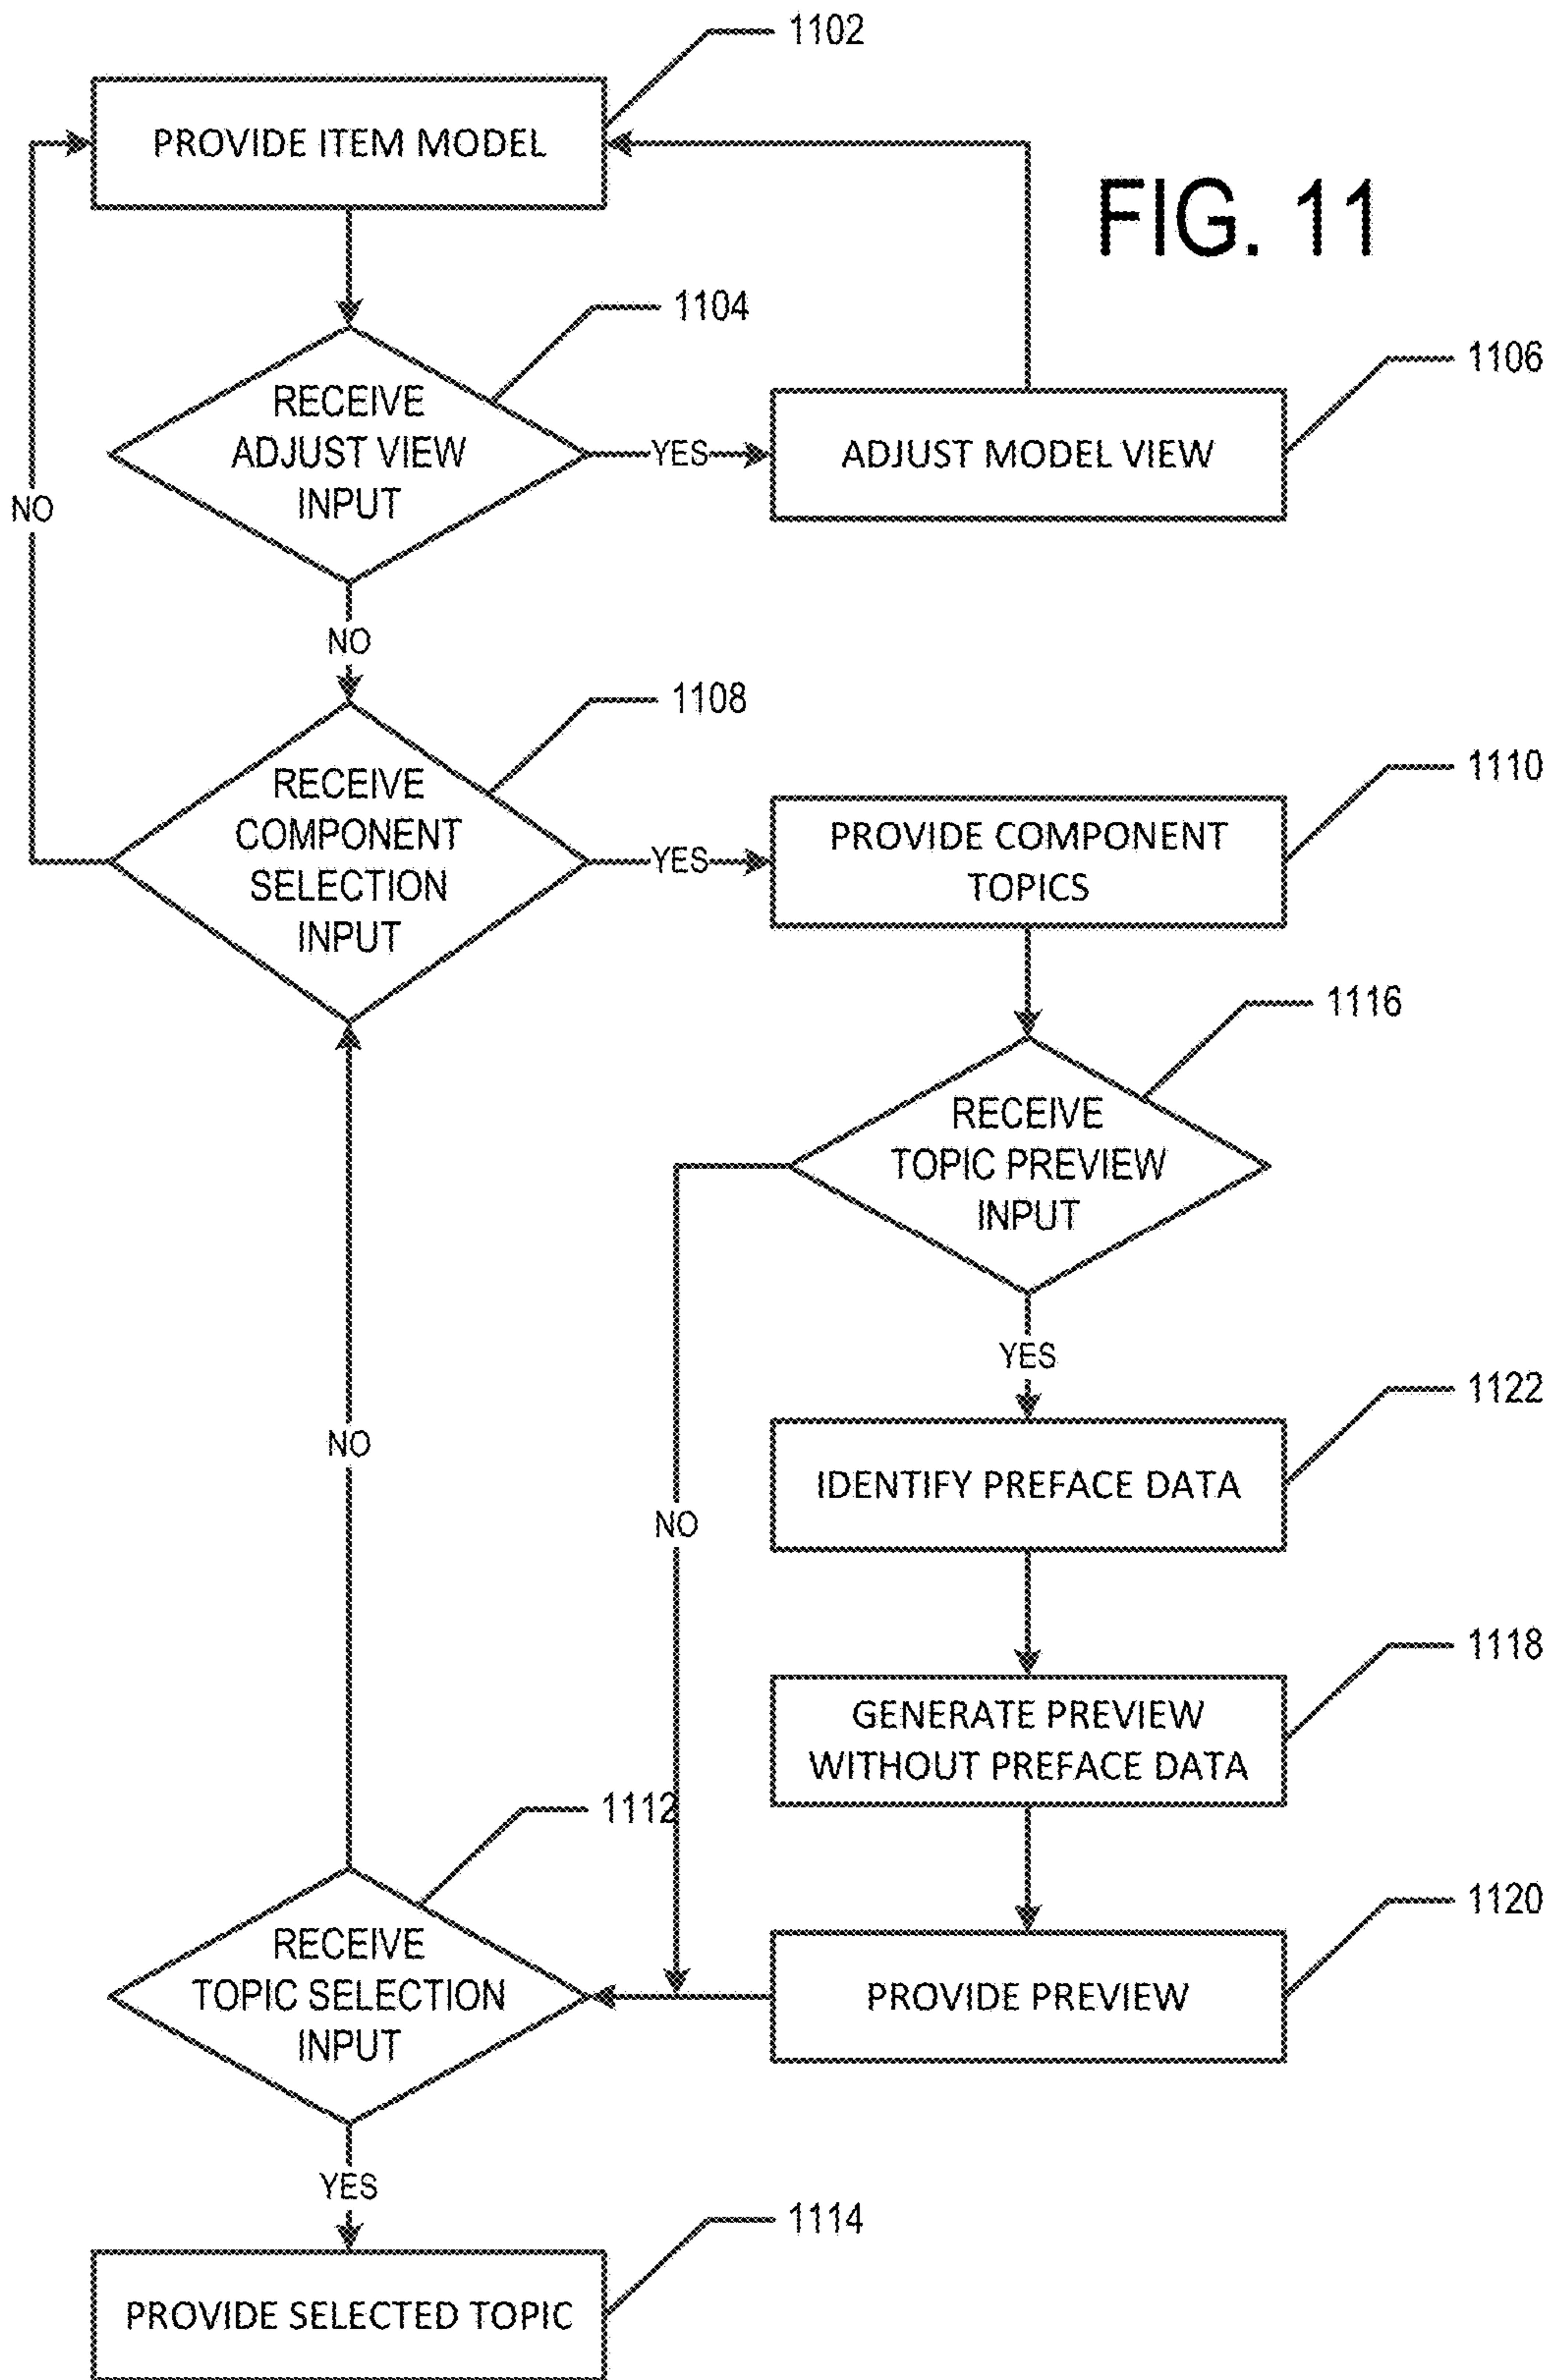 1102
PROVIDE ITEM MODEL
FIG. 11
1104
RECEIVE
ADJUST VIEW
INPUT
YES
1106
ADJUST MODEL VIEW
NO
NO
1108
RECEIVE
COMPONENT
SELECTION
INPUT
YES
1110
PROVIDE COMPONENT
TOPICS
1116
RECEIVE
TOPIC PREVIEW
INPUT
YES
1122
NO
IDENTIFY PREFACE DATA
NO
1118
GENERATE PREVIEW
WITHOUT PREFACE DATA
1112
RECEIVE
TOPIC SELECTION
INPUT
1120
PROVIDE PREVIEW
YES
1114
PROVIDE SELECTED TOPIC